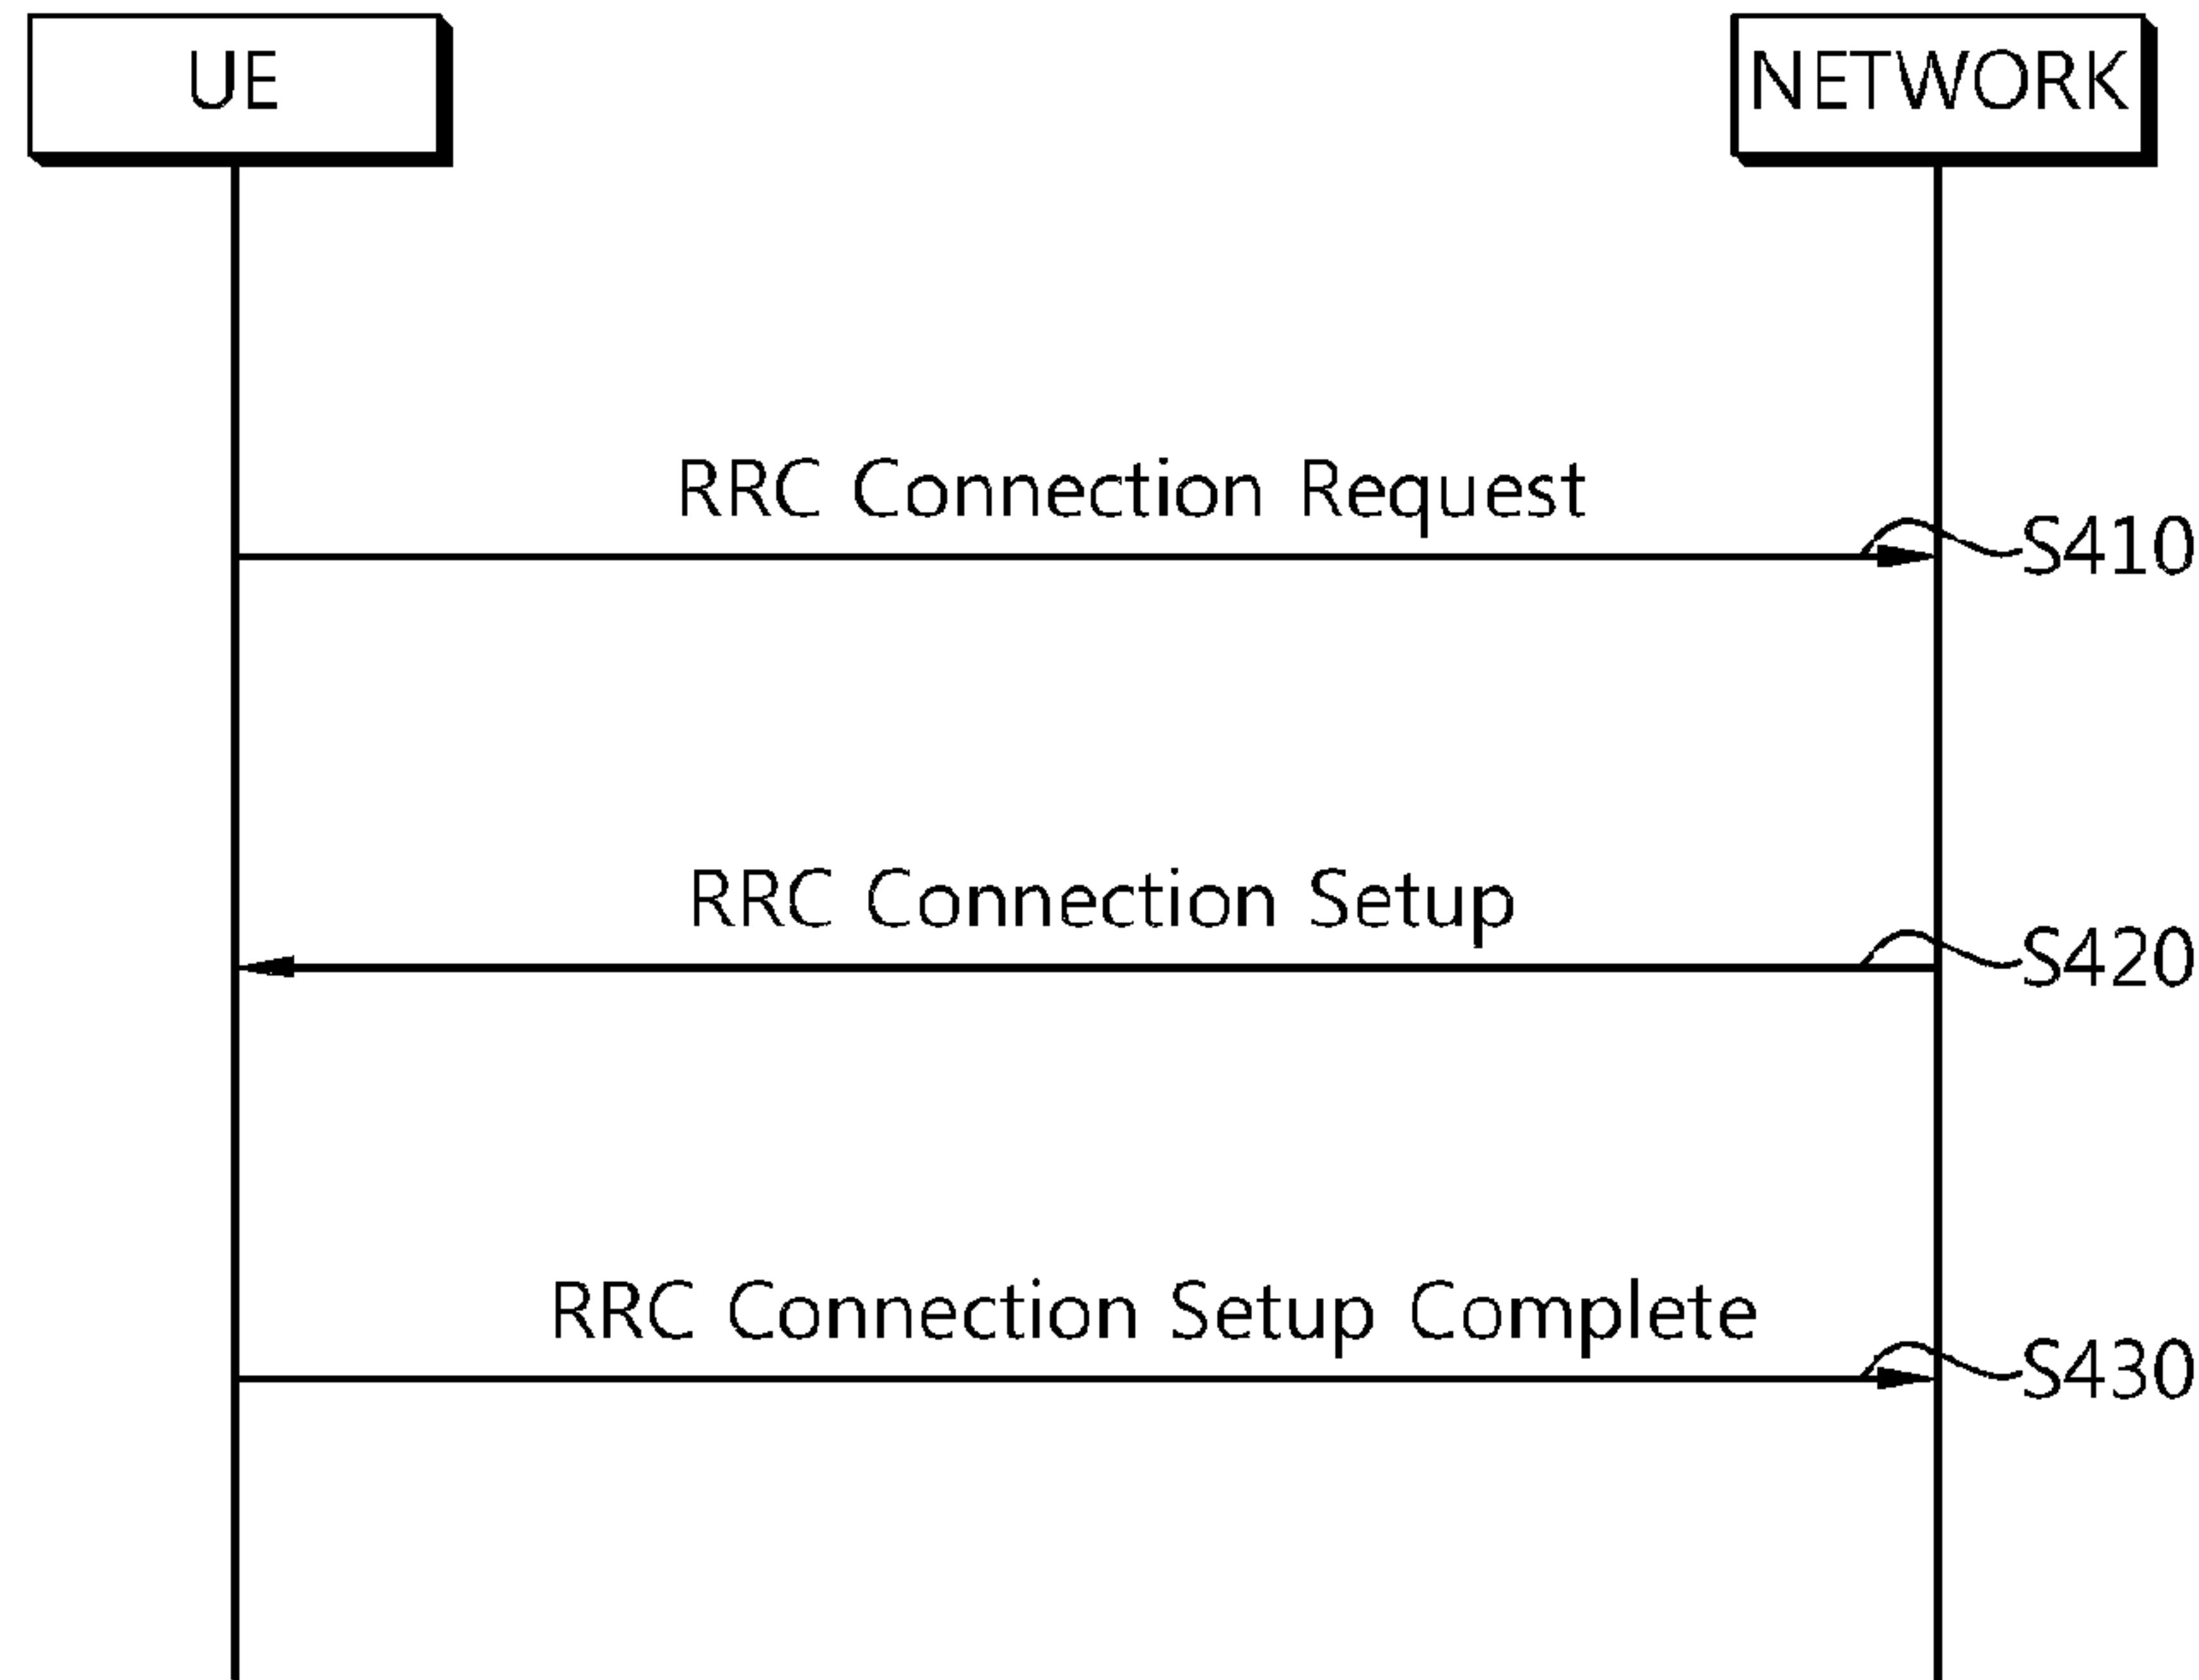 UE
NETWORK
RRC Connection Request
S410
RRC Connection Setup
S420
RRC Connection Setup Complete
S430